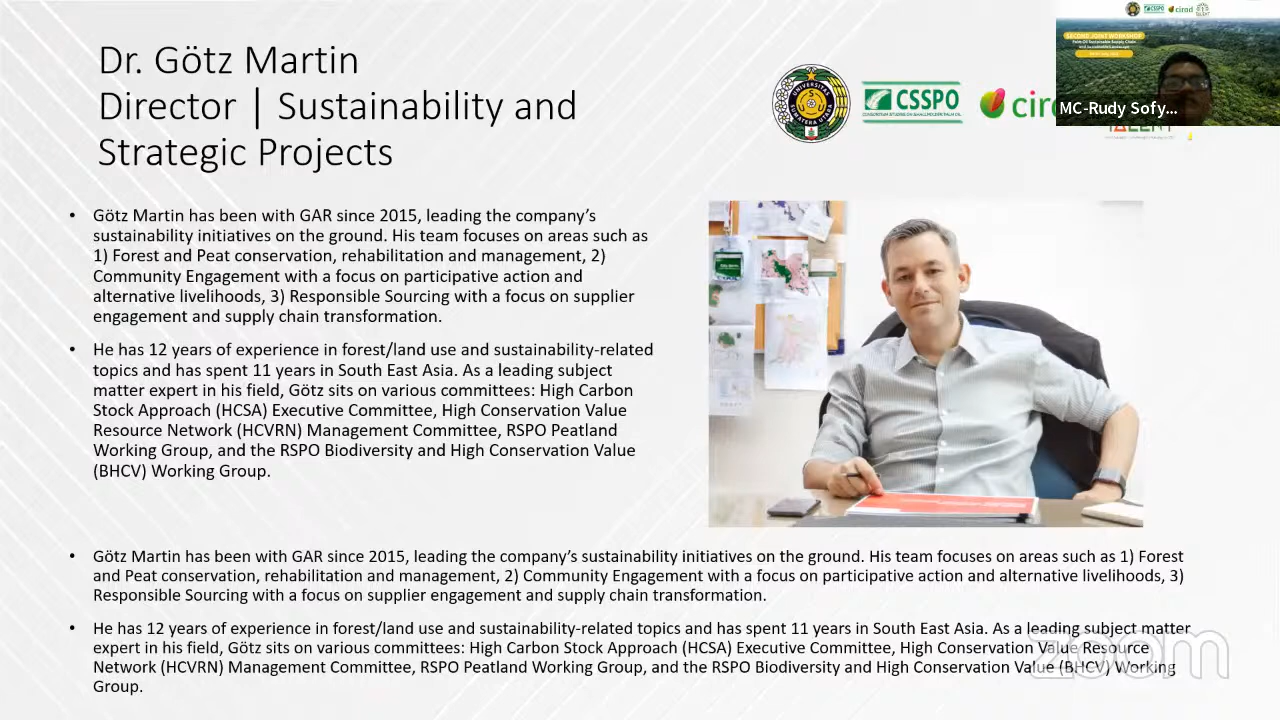 Dr. Götz Martin
Director | Sustainability and
Strategic Projects
UNIVERSITAS
SUMATERA UTARA
CSSPO
CONSORTIUM STUDIES ON SMALLHOLDER PALM OIL
cirad
SECOND JOINT WORKSHOP
MC-Rudy Sofy...
• Götz Martin has been with GAR since 2015, leading the company's
sustainability initiatives on the ground. His team focuses on areas such as
1) Forest and Peat conservation, rehabilitation and management, 2)
Community Engagement with a focus on participative action and
alternative livelihoods, 3) Responsible Sourcing with a focus on supplier
engagement and supply chain transformation.
• He has 12 years of experience in forest/land use and sustainability-related
topics and has spent 11 years in South East Asia. As a leading subject
matter expert in his field, Götz sits on various committees: High Carbon
Stock Approach (HCSA) Executive Committee, High Conservation Value
Resource Network (HCVRN) Management Committee, RSPO Peatland
Working Group, and the RSPO Biodiversity and High Conservation Value
(BHCV) Working Group.
• Götz Martin has been with GAR since 2015, leading the company's sustainability initiatives on the ground. His team focuses on areas such as 1) Forest
and Peat conservation, rehabilitation and management, 2) Community Engagement with a focus on participative action and alternative livelihoods, 3)
Responsible Sourcing with a focus on supplier engagement and supply chain transformation.
• He has 12 years of experience in forest/land use and sustainability-related topics and has spent 11 years in South East Asia. As a leading subject matter
expert in his field, Götz sits on various committees: High Carbon Stock Approach (HCSA) Executive Committee, High Conservation Value Resource
Network (HCVRN) Management Committee, RSPO Peatland Working Group, and the RSPO Biodiversity and High Conservation Value (BHCV) Working
Group.
zoom